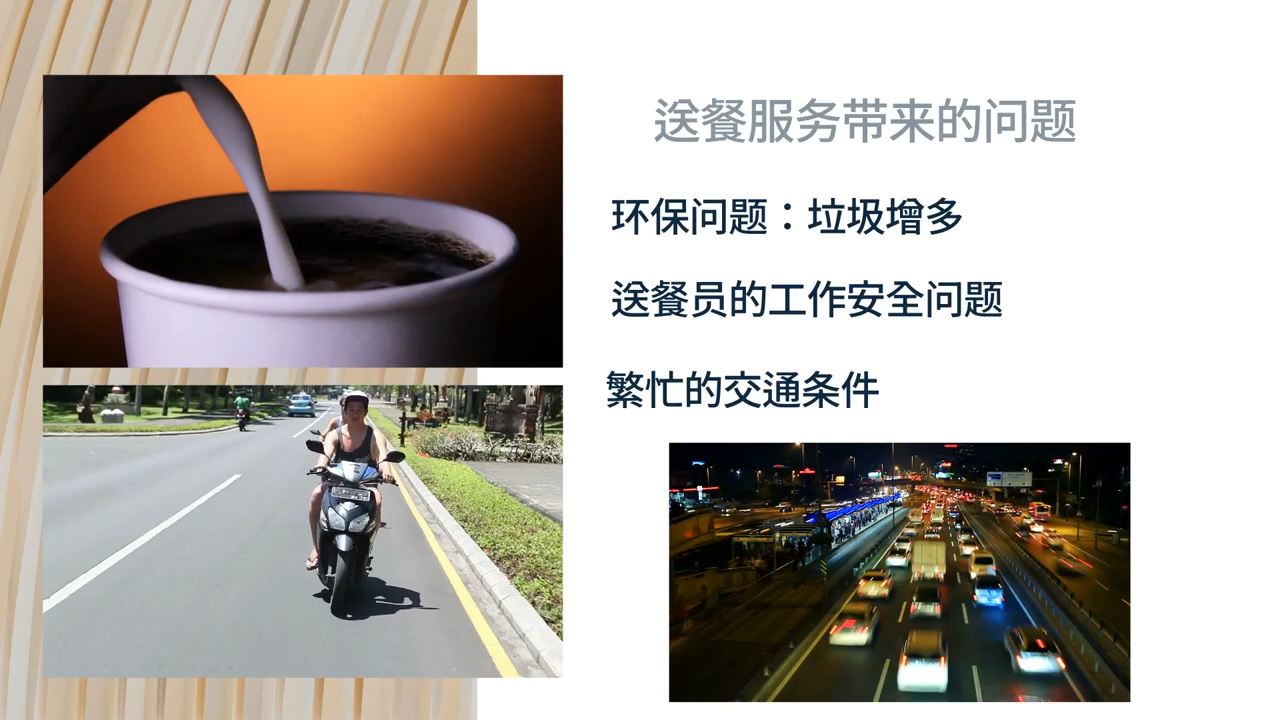 送餐服务带来的问题
环保问题：垃圾增多
送餐员的工作安全问题
繁忙的交通条件